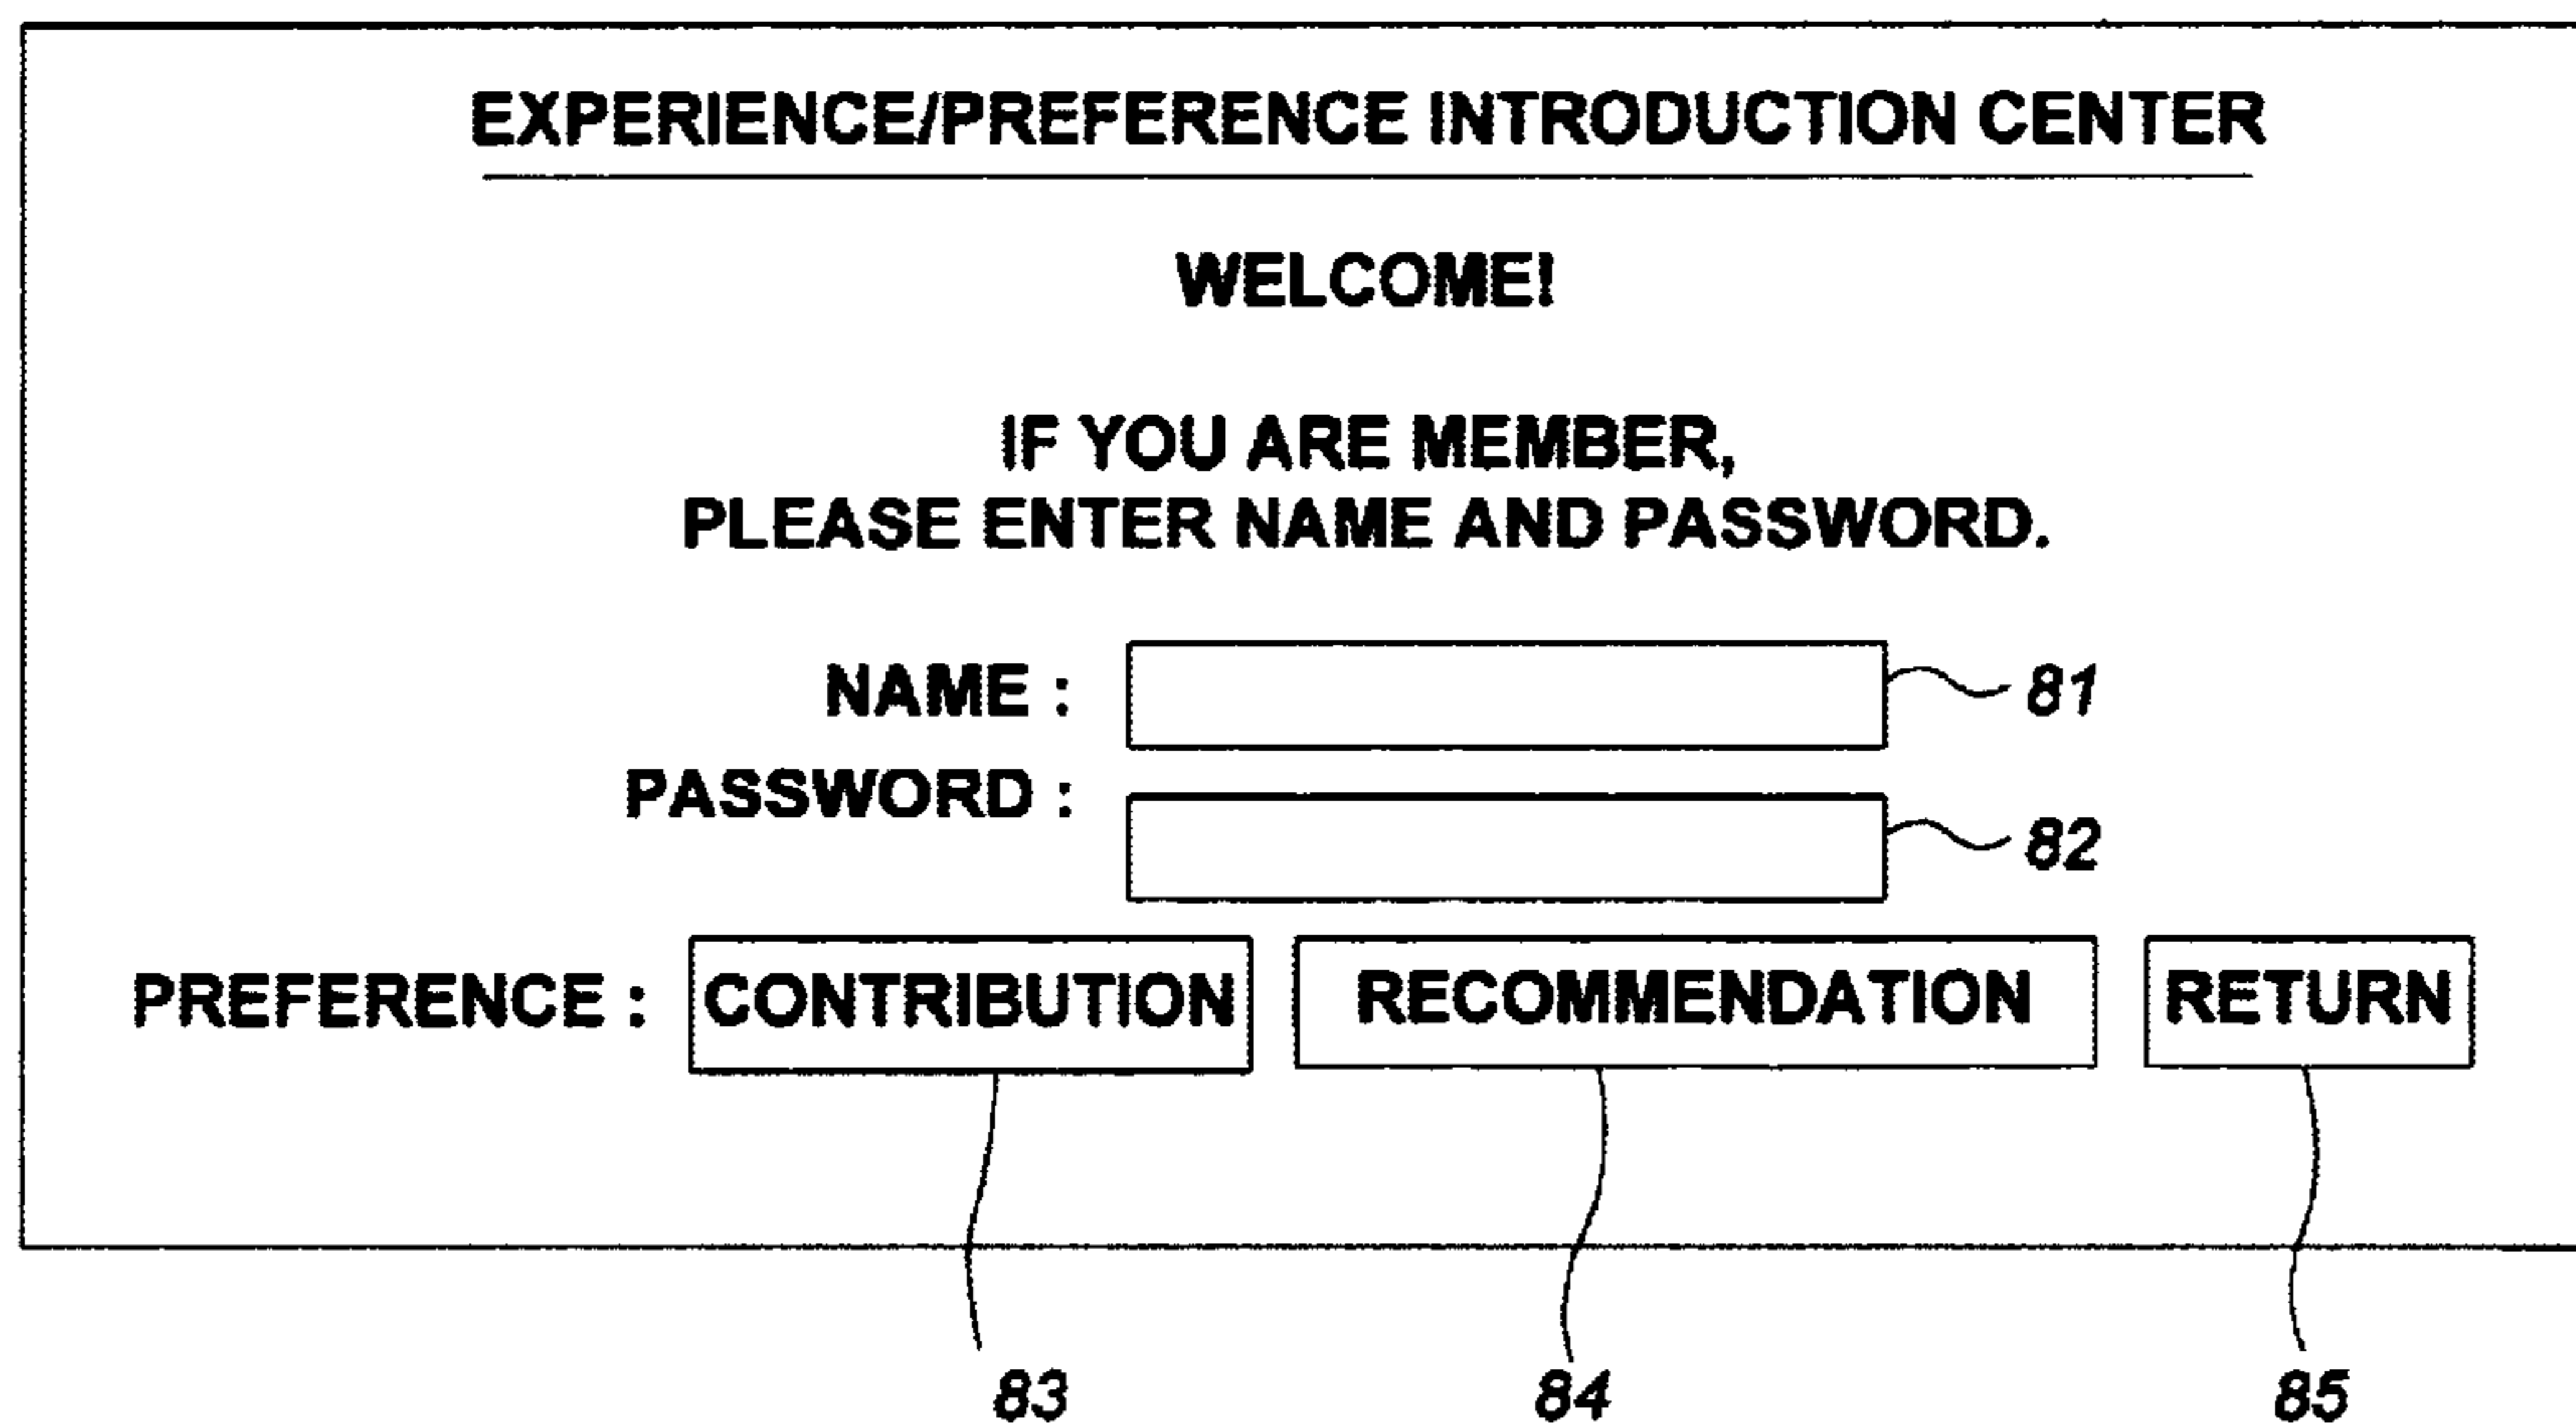 EXPERIENCE/PREFERENCE INTRODUCTION CENTER
WELCOME!
IF YOU ARE MEMBER,
PLEASE ENTER NAME AND PASSWORD.
NAME : 81
PASSWORD : 82
PREFERENCE : CONTRIBUTION RECOMMENDATION RETURN
83 84 85